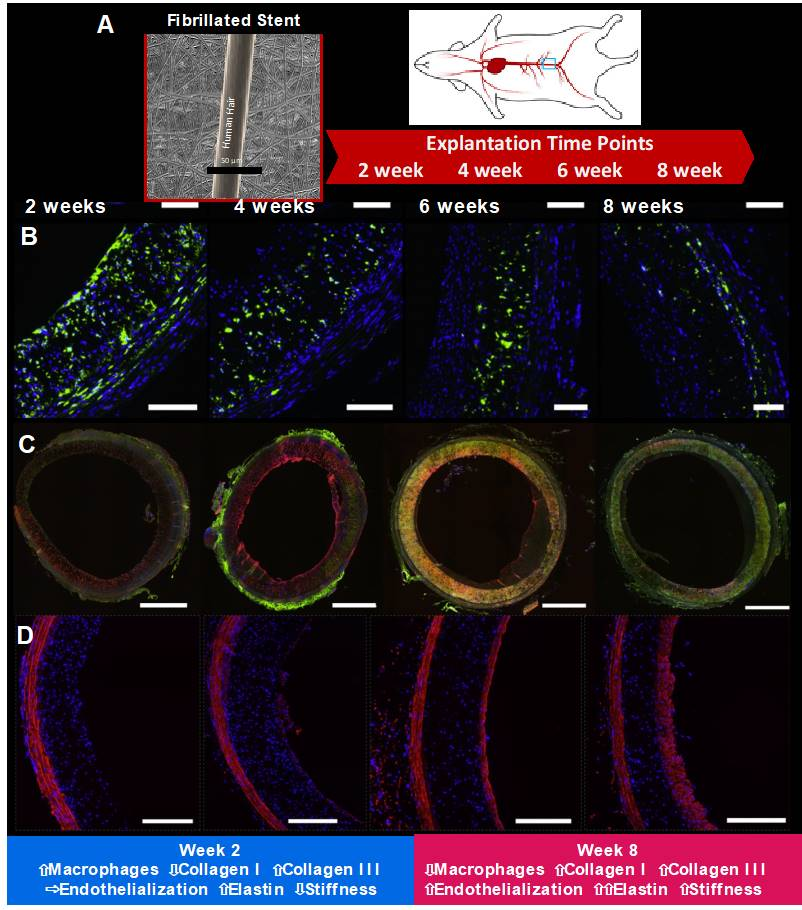 A
Fibrillated Stent
Human Hair
50 µm
Explantation Time Points
2 week 4 week 6 week 8 week
2 weeks 4 weeks 6 weeks 8 weeks
B
C
D
Week 2
⇧Macrophages ⇩Collagen I ⇧Collagen III
⇨Endothelialization ⇧Elastin ⇩Stiffness
Week 8
⇩Macrophages ⇧Collagen I ⇧Collagen III
⇧Endothelialization ⇧⇧Elastin ⇧Stiffness